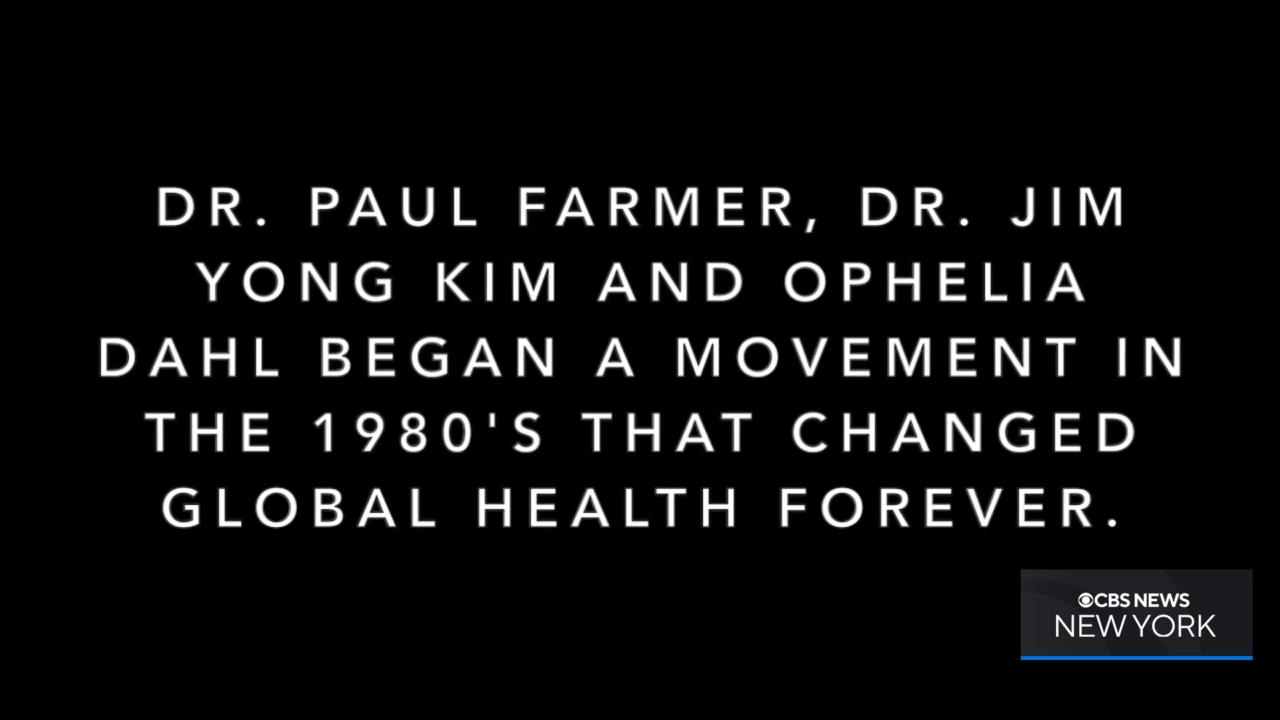 DR. PAUL FARMER, DR. JIM
YONG KIM AND OPHELIA
DAHL BEGAN A MOVEMENT IN
THE 1980'S THAT CHANGED
GLOBAL HEALTH FOREVER.
CBS NEWS
NEW YORK